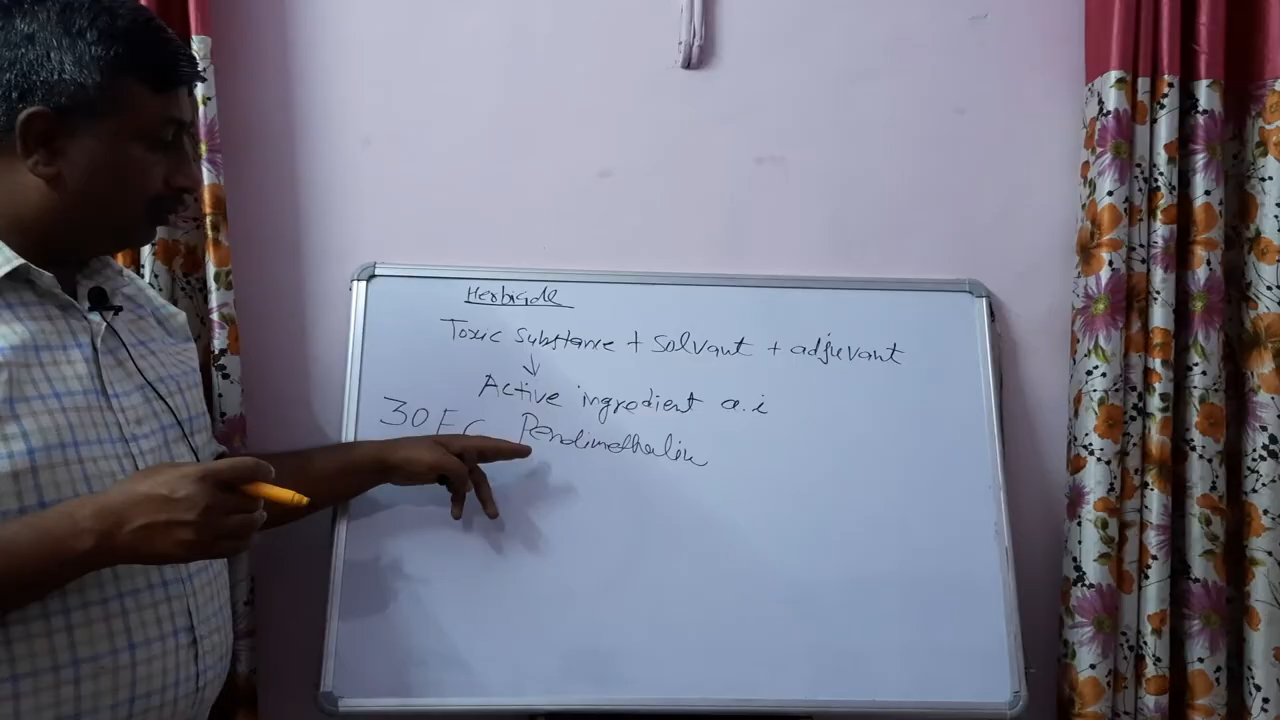 Herbicide
Toxic Substance + Solvant + adjuvant
↓
Active ingredient a.i
30 EC Pendimethalin